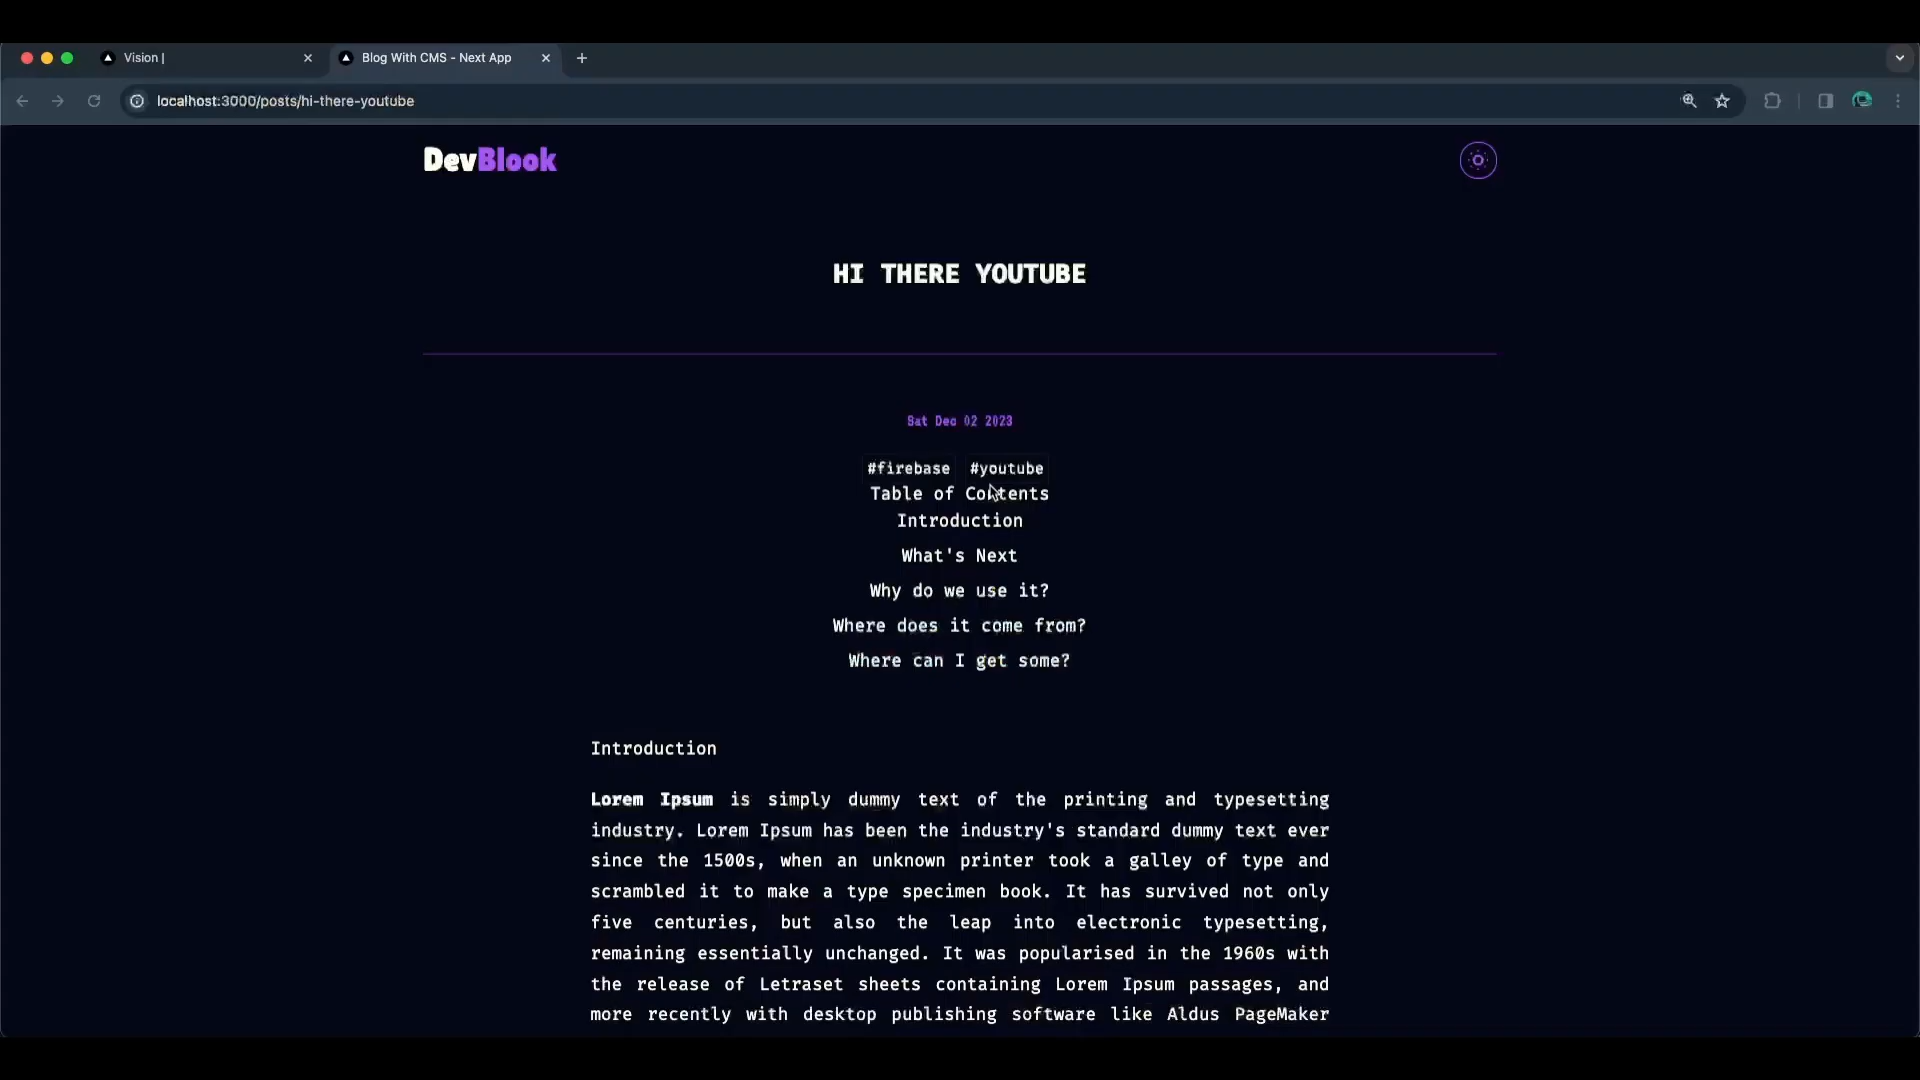 Vision |
Blog With CMS - Next App
localhost:3000/posts/hi-there-youtube
DevBlook
HI THERE YOUTUBE
Sat Dec 02 2023
#firebase #youtube
Table of Contents
Introduction
What's Next
Why do we use it?
Where does it come from?
Where can I get some?
Introduction
Lorem Ipsum is simply dummy text of the printing and typesetting
industry. Lorem Ipsum has been the industry's standard dummy text ever
since the 1500s, when an unknown printer took a galley of type and
scrambled it to make a type specimen book. It has survived not only
five centuries, but also the leap into electronic typesetting,
remaining essentially unchanged. It was popularised in the 1960s with
the release of Letraset sheets containing Lorem Ipsum passages, and
more recently with desktop publishing software like Aldus PageMaker